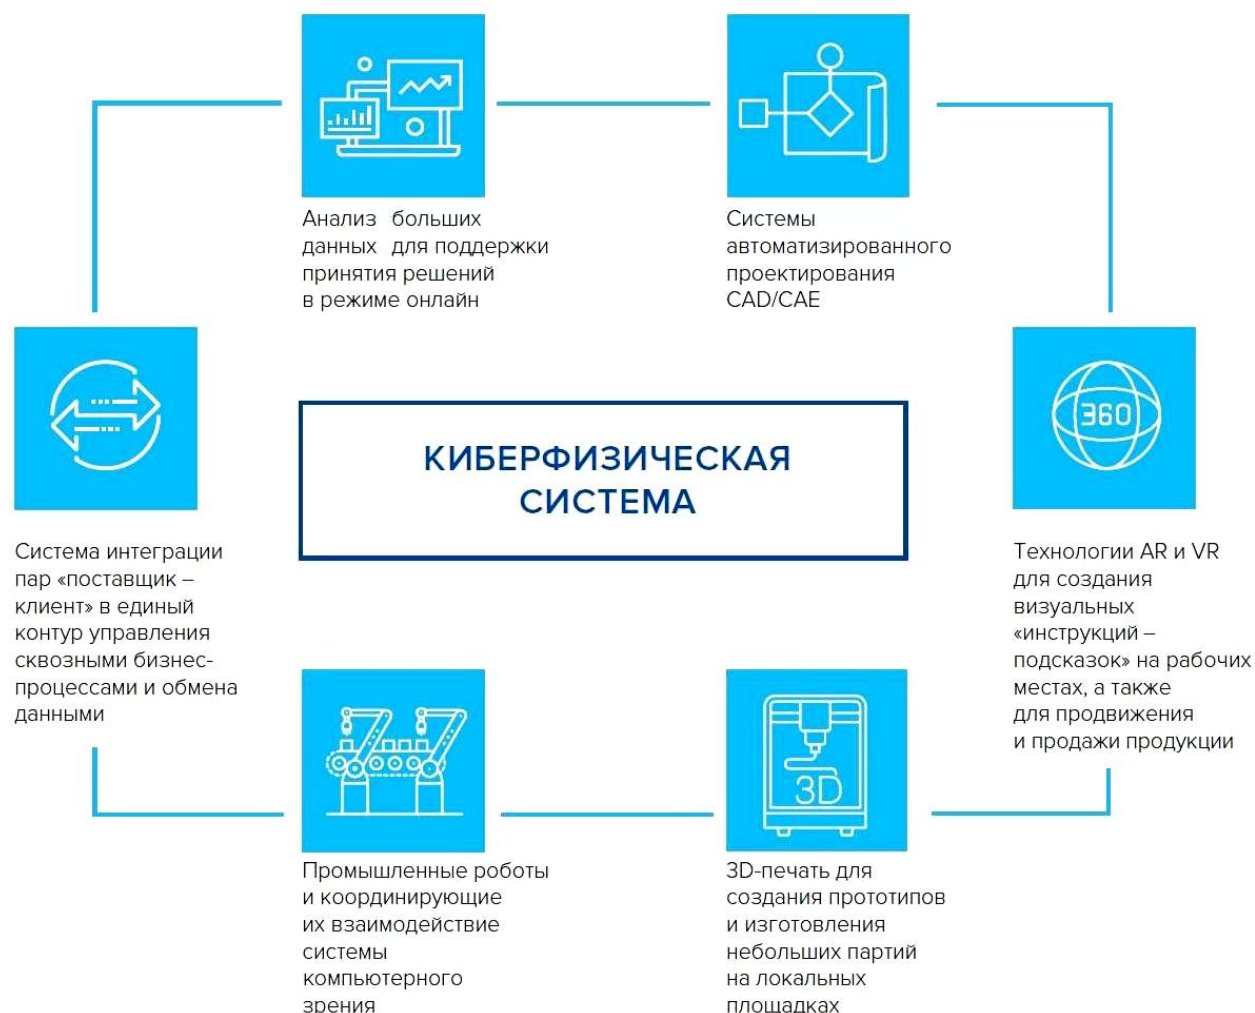 Анализ больших
данных для поддержки
принятия решений
в режиме онлайн
Системы
автоматизированного
проектирования
CAD/CAE
360
КИБЕРФИЗИЧЕСКАЯ
СИСТЕМА
Система интеграции
пар «поставщик –
клиент» в единый
контур управления
сквозными бизнес-
процессами и обмена
данными
Технологии AR и VR
для создания
визуальных
«инструкций –
подсказок» на рабочих
местах, а также
для продвижения
и продажи продукции
3D
Промышленные роботы
и координирующие
их взаимодействие
системы
компьютерного
зрения
3D-печать для
создания прототипов
и изготовления
небольших партий
на локальных
площадках